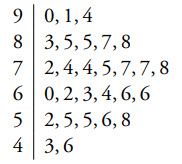 9 | 0, 1, 4
8 | 3, 5, 5, 7, 8
7 | 2, 4, 4, 5, 7, 7, 8
6 | 0, 2, 3, 4, 6, 6
5 | 2, 5, 5, 6, 8
4 | 3, 6